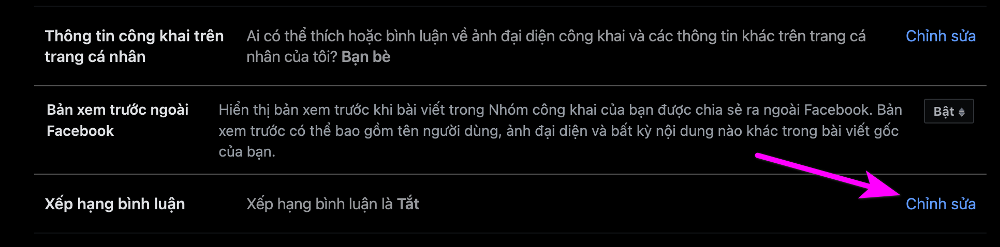 Thông tin công khai trên Ai có thể thích hoặc bình luận về ảnh đại diện công khai và các thông tin khác trên trang cá Chỉnh sửa
trang cá nhân nhân của tôi? Bạn bè
Bản xem trước ngoài Hiển thị bản xem trước khi bài viết trong Nhóm công khai của bạn được chia sẻ ra ngoài Facebook. Bản Bật
Facebook xem trước có thể bao gồm tên người dùng, ảnh đại diện và bất kỳ nội dung nào khác trong bài viết gốc
của bạn.
Xếp hạng bình luận Xếp hạng bình luận là Tắt Chỉnh sửa